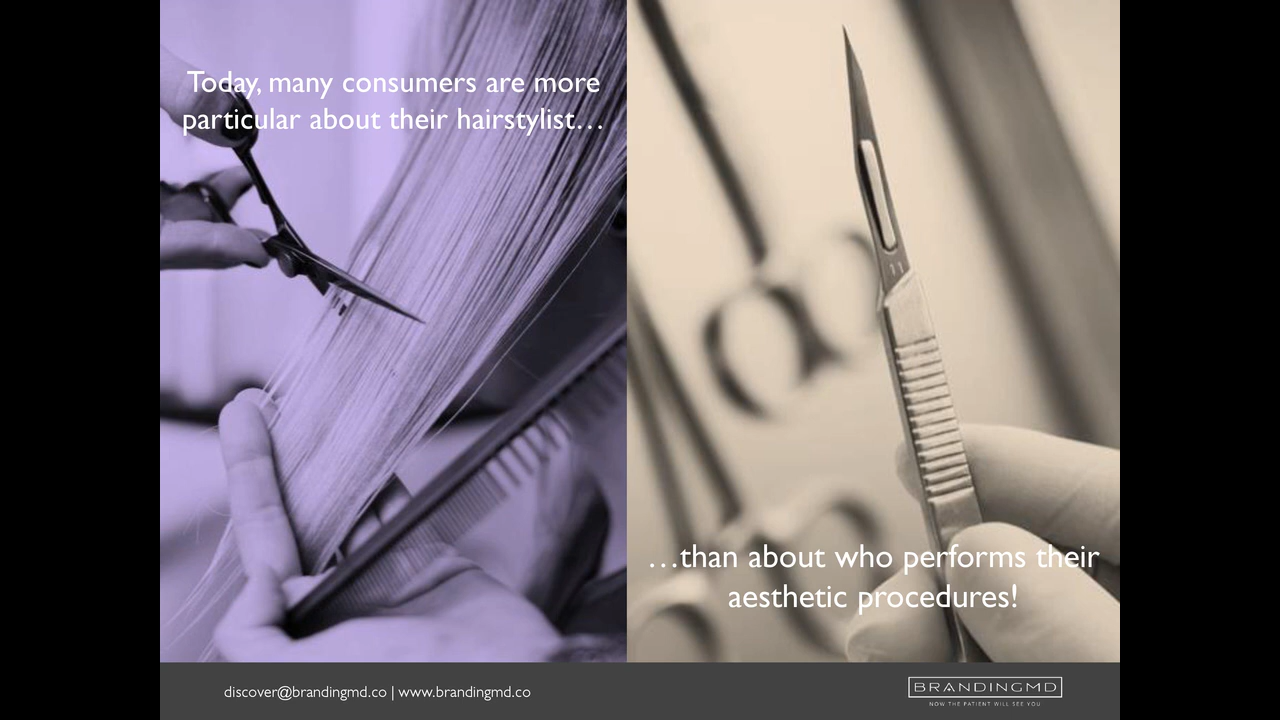 Today, many consumers are more
particular about their hairstylist…
11
…than about who performs their
aesthetic procedures!
discover@brandingmd.co | www.brandingmd.co
BRANDINGMD
NOW THE PATIENT WILL SEE YOU